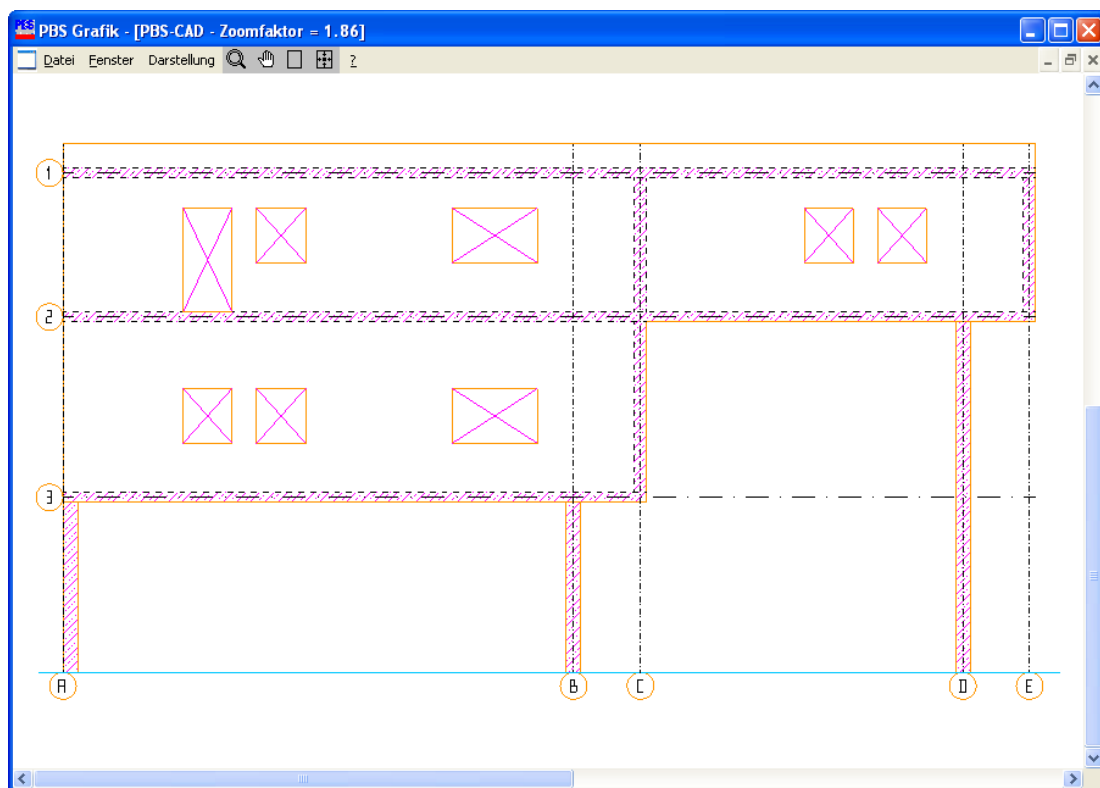 PBS Grafik - [PBS-CAD - Zoomfaktor = 1.86]
Datei Fenster Darstellung ?
1
2
3
A B C D E